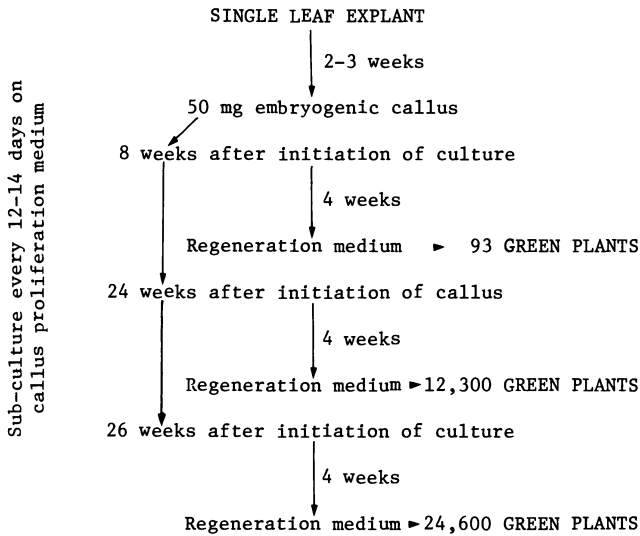 SINGLE LEAF EXPLANT
2-3 weeks
50 mg embryogenic callus
8 weeks after initiation of culture
4 weeks
Regeneration medium ► 93 GREEN PLANTS
24 weeks after initiation of callus
4 weeks
Regeneration medium ►12,300 GREEN PLANTS
26 weeks after initiation of culture
4 weeks
Regeneration medium ►24,600 GREEN PLANTS
Sub-culture every 12-14 days on
callus proliferation medium